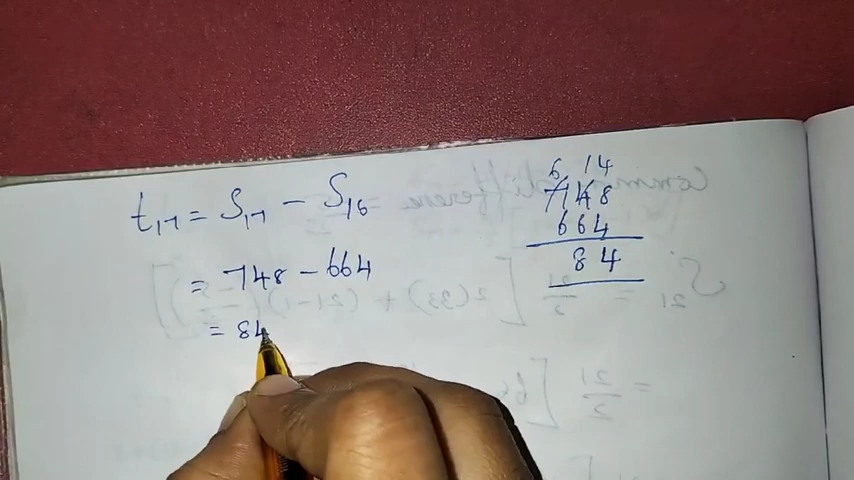 t₁₇ = S₁₇ − S₁₆
= 748 − 664
= 84
6 14
748
664
84